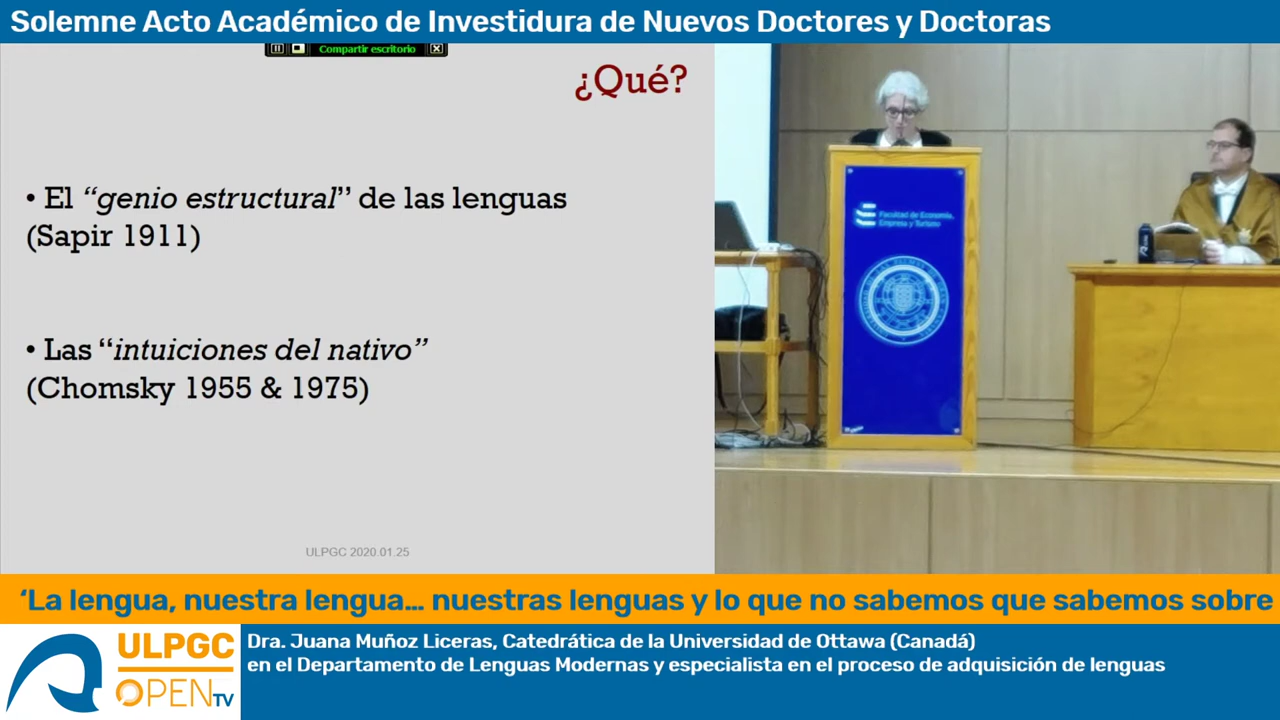 Solemne Acto Académico de Investidura de Nuevos Doctores y Doctoras
Compartir escritorio
¿Qué?
• El “genio estructural” de las lenguas
(Sapir 1911)
• Las “intuiciones del nativo”
(Chomsky 1955 & 1975)
ULPGC 2020.01.25
Facultad de Economía,
Empresa y Turismo
‘La lengua, nuestra lengua... nuestras lenguas y lo que no sabemos que sabemos sobre
ULPGC
OPEN TV
Dra. Juana Muñoz Liceras, Catedrática de la Universidad de Ottawa (Canadá)
en el Departamento de Lenguas Modernas y especialista en el proceso de adquisición de lenguas